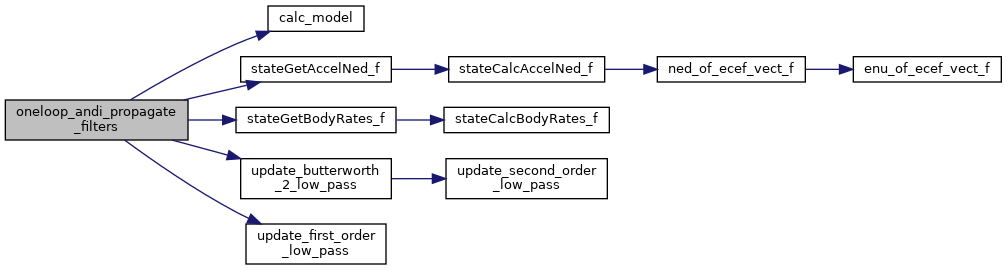 oneloop_andi_propagate
_filters
calc_model
stateGetAccelNed_f
stateCalcAccelNed_f
ned_of_ecef_vect_f
enu_of_ecef_vect_f
stateGetBodyRates_f
stateCalcBodyRates_f
update_butterworth
_2_low_pass
update_second_order
_low_pass
update_first_order
_low_pass